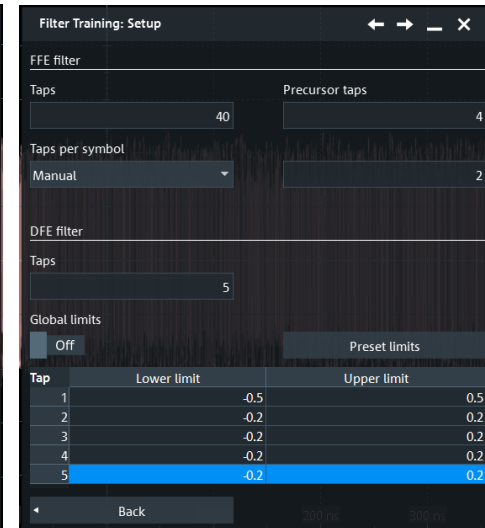 Filter Training: Setup
FFE filter
Taps Precursor taps
40 4
Taps per symbol
Manual 2
DFE filter
Taps
5
Global limits
Off Preset limits
Tap Lower limit Upper limit
1 -0.5 0.5
2 -0.2 0.2
3 -0.2 0.2
4 -0.2 0.2
5 -0.2 0.2
Back
200 ns 300 ns